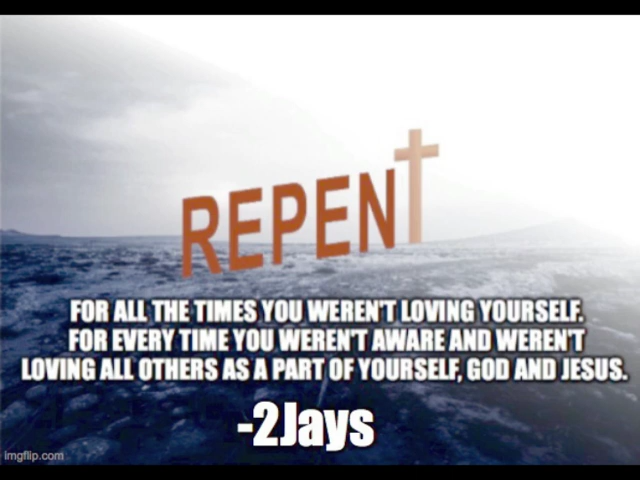 REPENT
FOR ALL THE TIMES YOU WEREN'T LOVING YOURSELF.
FOR EVERY TIME YOU WEREN'T AWARE AND WEREN'T
LOVING ALL OTHERS AS A PART OF YOURSELF, GOD AND JESUS.
-2Jays
imgflip.com